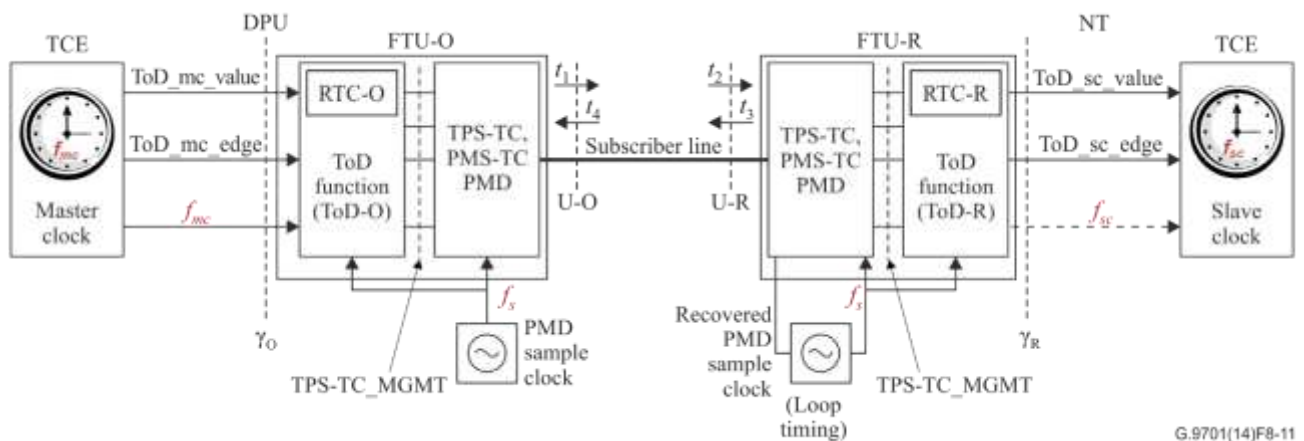 DPU
NT
TCE
FTU-O
FTU-R
TCE
ToD_mc_value
RTC-O
t1
t4
t2
t3
RTC-R
ToD_sc_value
fmc
ToD_mc_edge
ToD
function
(ToD-O)
TPS-TC,
PMS-TC
PMD
Subscriber line
TPS-TC,
PMS-TC
PMD
ToD
function
(ToD-R)
ToD_sc_edge
fsc
Master
clock
fmc
U-O
U-R
fsc
Slave
clock
fs
fs
γO
PMD
sample
clock
Recovered
PMD
sample
clock
γR
TPS-TC_MGMT
(Loop
timing)
TPS-TC_MGMT
G.9701(14)F8-11